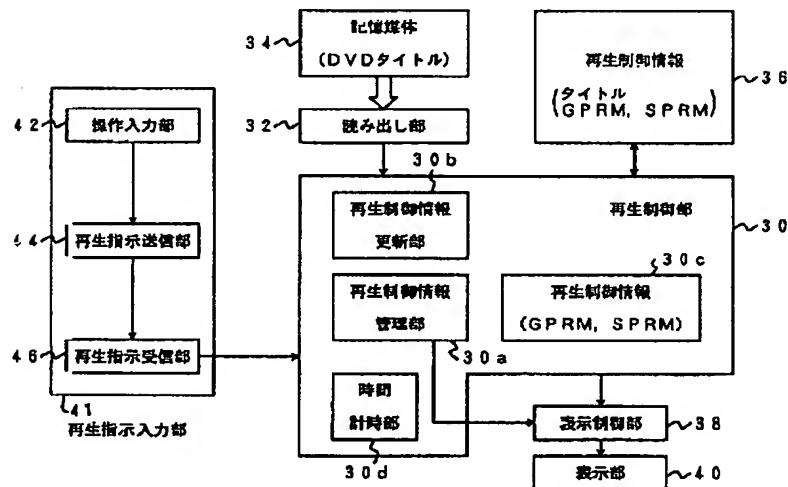 記憶媒体
(DVDタイトル)
34
再生制御情報
(タイトル
GPRM, SPRM)
36
42
操作入力部
32
読み出し部
30b
44
再生指示送信部
再生制御情報
更新部
再生制御部
30
30c
再生制御情報
管理部
再生制御情報
(GPRM, SPRM)
46
再生指示受信部
30a
41
再生指示入力部
時間
計時部
30d
表示制御部
38
表示部
40